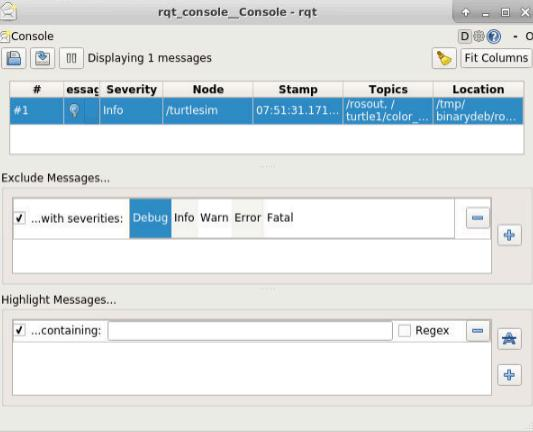 rqt_console__Console - rqt
Console
D
- O
Displaying 1 messages
Fit Columns
# essag Severity Node Stamp Topics Location
#1 Info /turtlesim 07:51:31.171... /rosout, / /tmp/
turtle1/color_... binarydeb/ro...
Exclude Messages...
...with severities: Debug Info Warn Error Fatal
Highlight Messages...
...containing: Regex